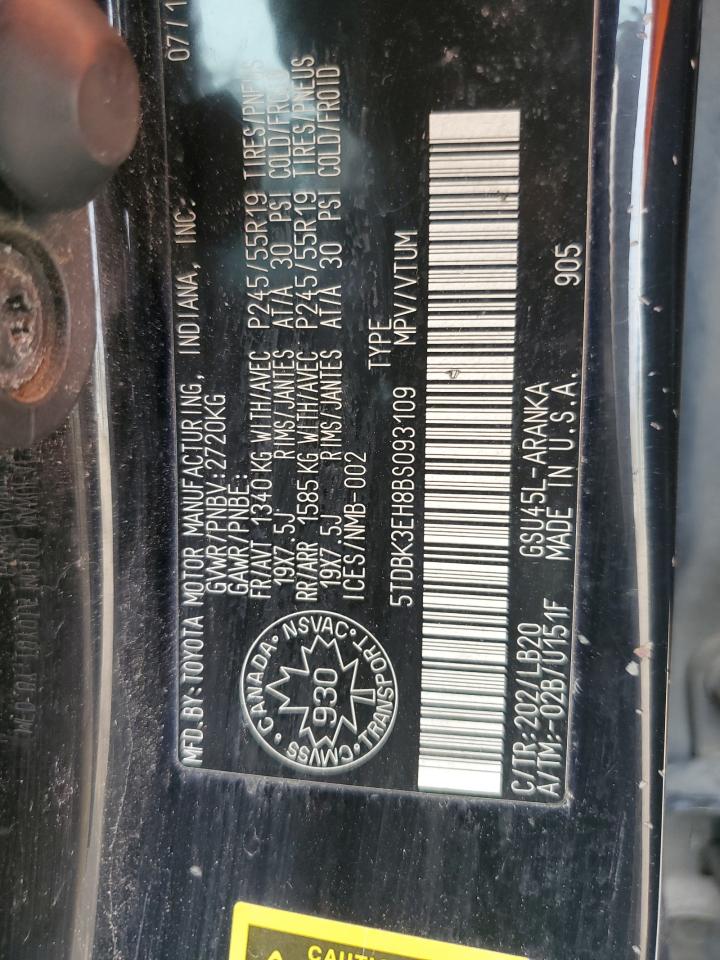 MFD. BY: TOYOTA MOTOR MANUFACTURING, INDIANA, INC. 07/1
GVWR/PNBV: 2720KG
GAWR/PNBE:
FR/AVT 1340 KG WITH/AVEC P245/55R19 TIRES/PNEUS
19X7.5J RIMS/JANTES AT/A 30 PSI COLD/FROID
RR/ARR 1585 KG WITH/AVEC P245/55R19 TIRES/PNEUS
19X7.5J RIMS/JANTES AT/A 30 PSI COLD/FROID
ICES/NMB-002
CANADA • NSVAC • TRANSPORT • CMVSS •
930
TYPE
5TDBK3EH8BS093109 MPV/VTUM
C/TR: 202/LB20 GSU45L-ARANKA
A/TM: -02B/U151F MADE IN U.S.A. 905